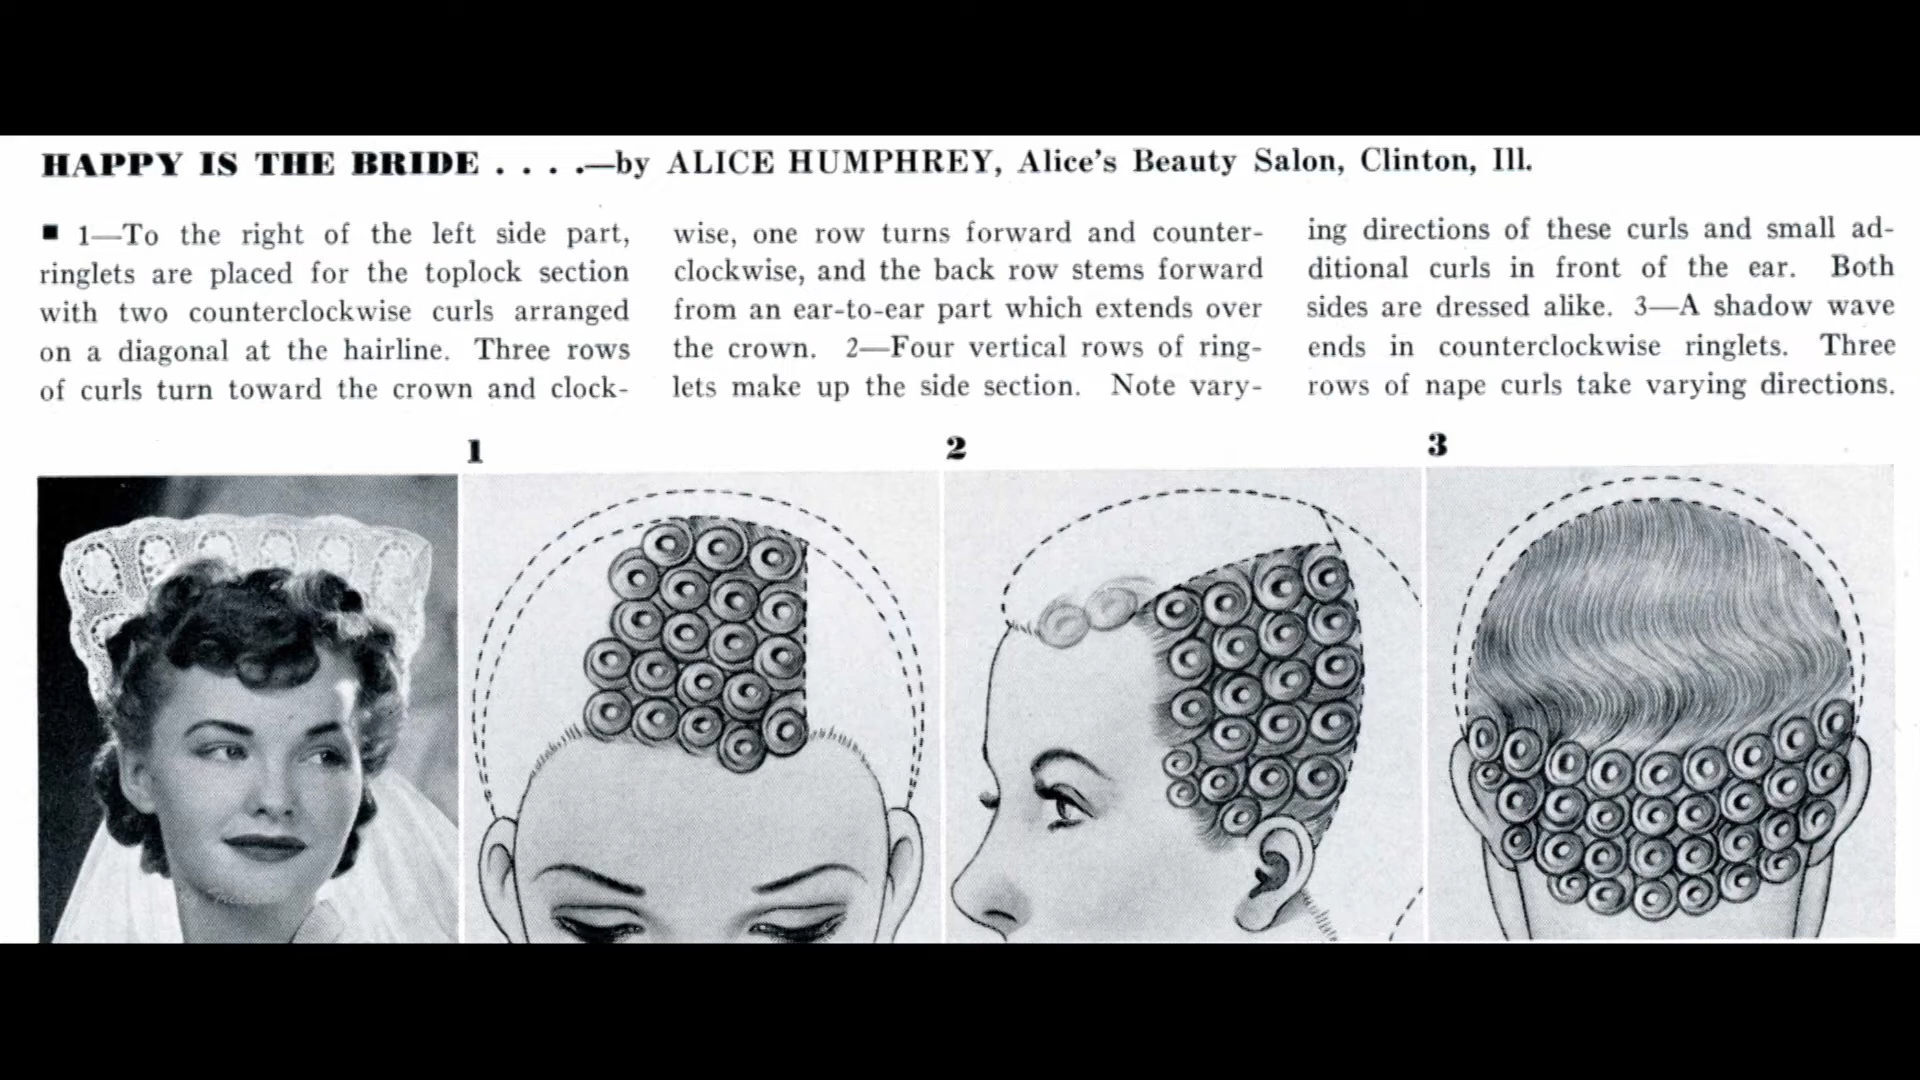 HAPPY IS THE BRIDE . . . .—by ALICE HUMPHREY, Alice's Beauty Salon, Clinton, Ill.
■ 1—To the right of the left side part,
ringlets are placed for the toplock section
with two counterclockwise curls arranged
on a diagonal at the hairline. Three rows
of curls turn toward the crown and clock-
wise, one row turns forward and counter-
clockwise, and the back row stems forward
from an ear-to-ear part which extends over
the crown. 2—Four vertical rows of ring-
lets make up the side section. Note vary-
ing directions of these curls and small ad-
ditional curls in front of the ear. Both
sides are dressed alike. 3—A shadow wave
ends in counterclockwise ringlets. Three
rows of nape curls take varying directions.
1
2
3